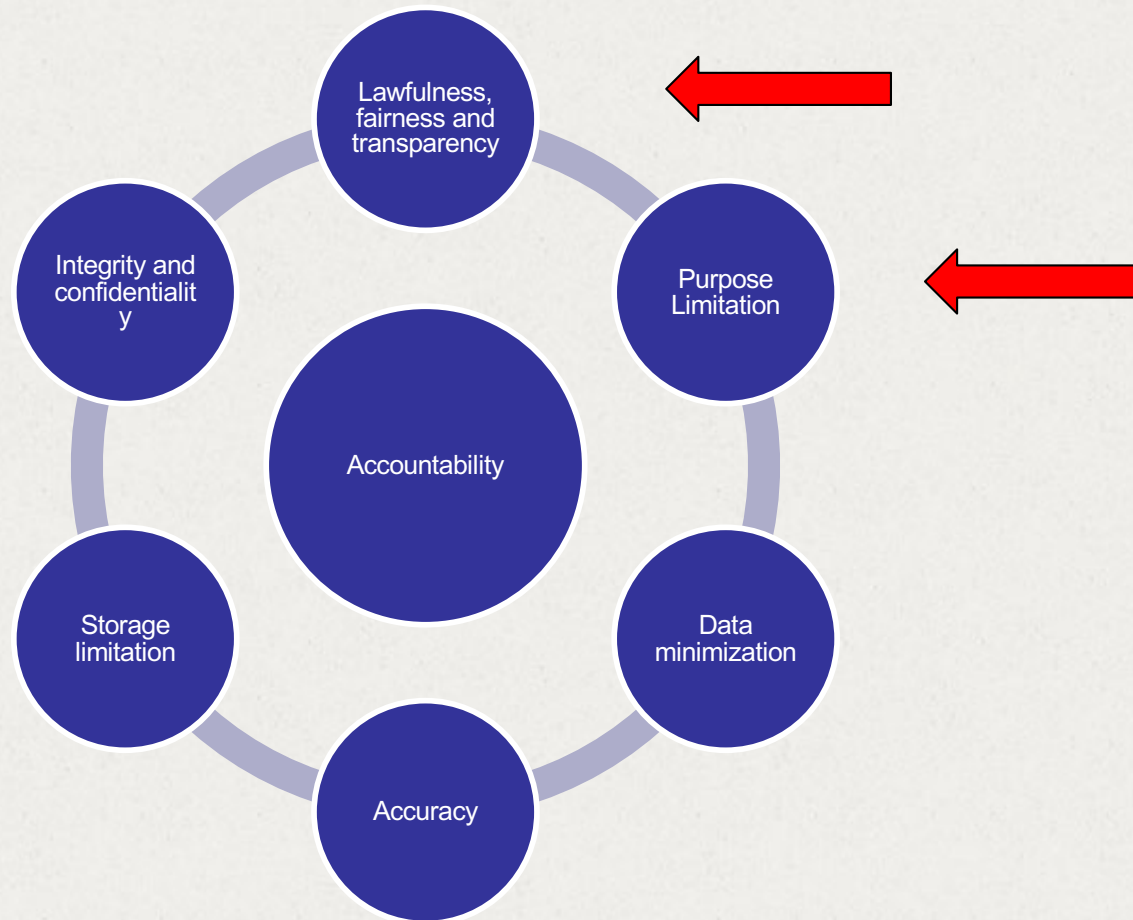 Lawfulness,
fairness and
transparency
Purpose
Limitation
Data
minimization
Accuracy
Storage
limitation
Integrity and
confidentialit
y
Accountability